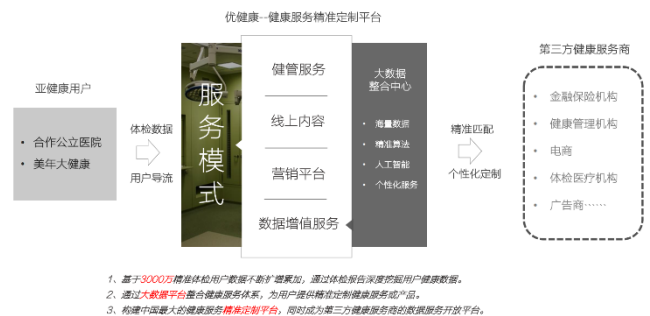 优健康--健康服务精准定制平台
亚健康用户
• 合作公立医院
• 美年大健康
体检数据
用户导流
服务模式
健管服务
线上内容
营销平台
数据增值服务
大数据
整合中心
• 海量数据
• 精准算法
• 人工智能
• 个性化服务
精准匹配
个性化定制
第三方健康服务商
• 金融保险机构
• 健康管理机构
• 电商
• 体检医疗机构
• 广告商……
1、基于3000万精准体检用户数据不断扩增累加，通过体检报告深度挖掘用户健康数据。
2、通过大数据平台整合健康服务体系，为用户提供精准定制健康服务或产品。
3、构建中国最大的健康服务精准定制平台，同时成为第三方健康服务商的数据服务开放平台。